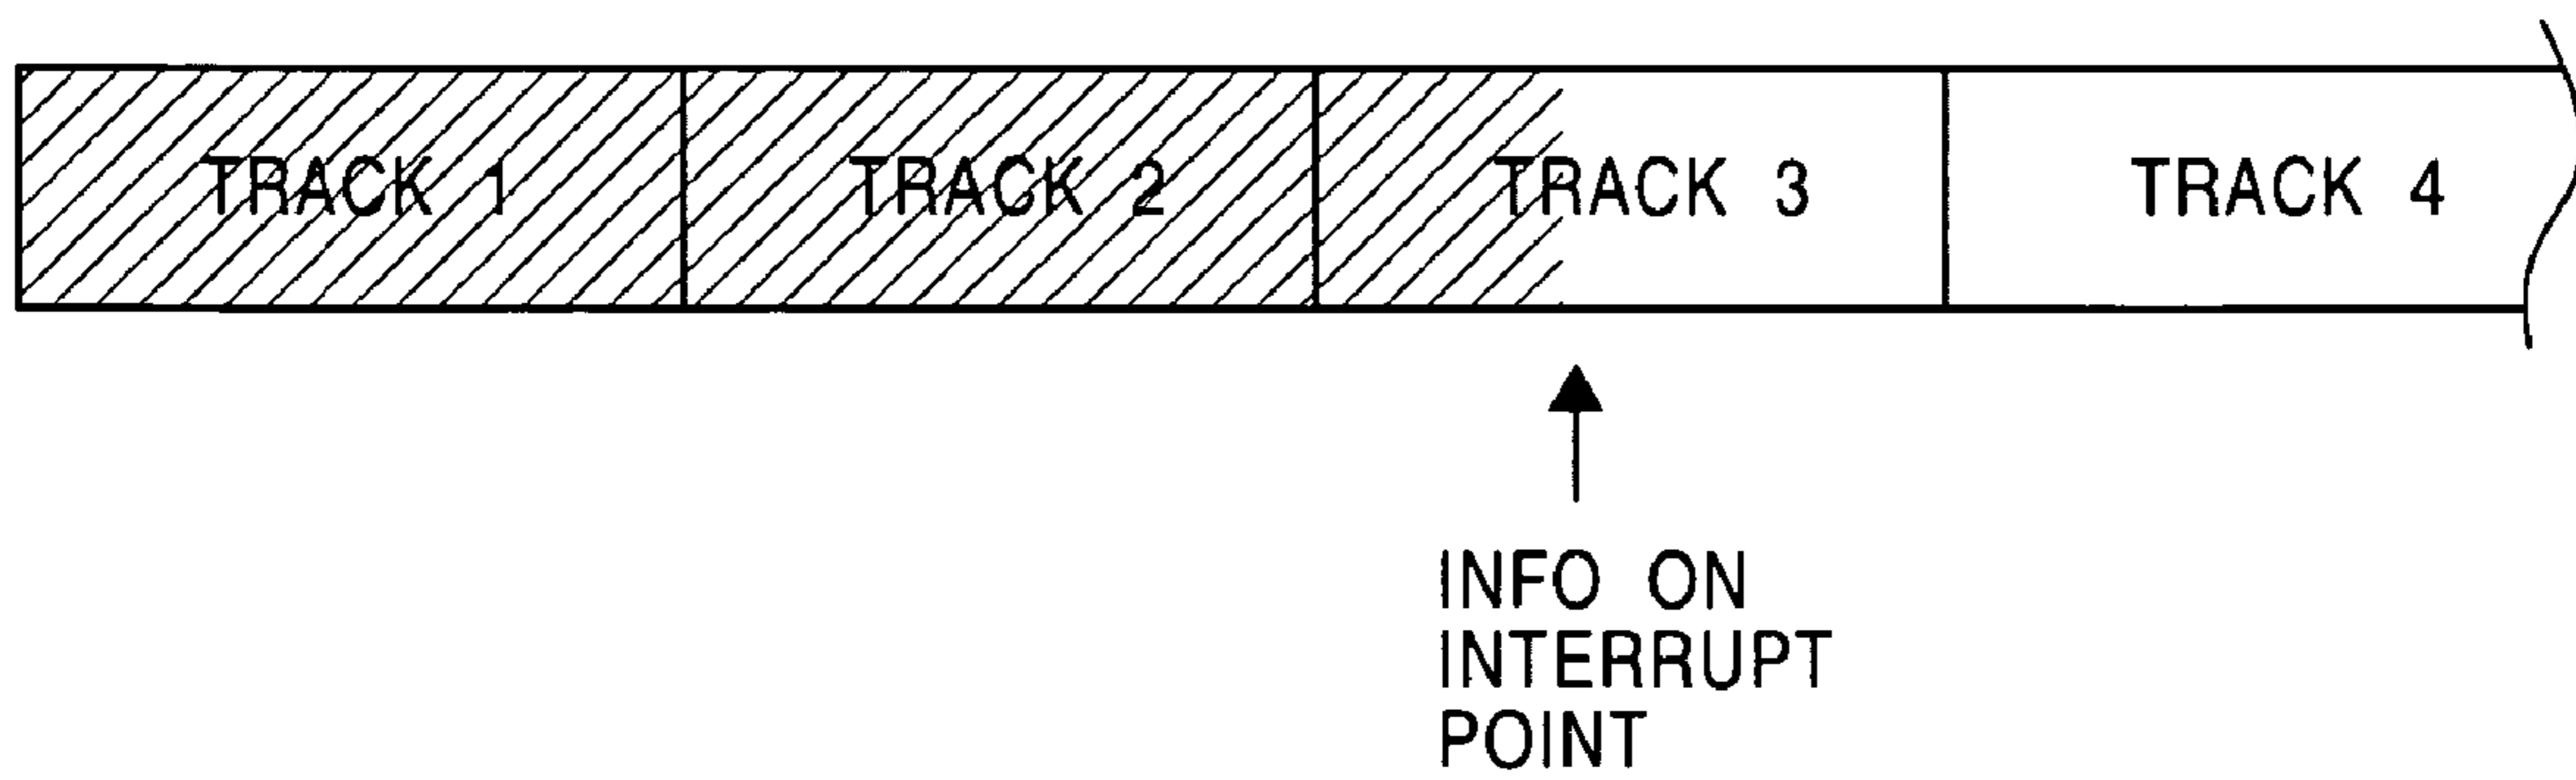 TRACK 1 TRACK 2 TRACK 3 TRACK 4
INFO ON
INTERRUPT
POINT